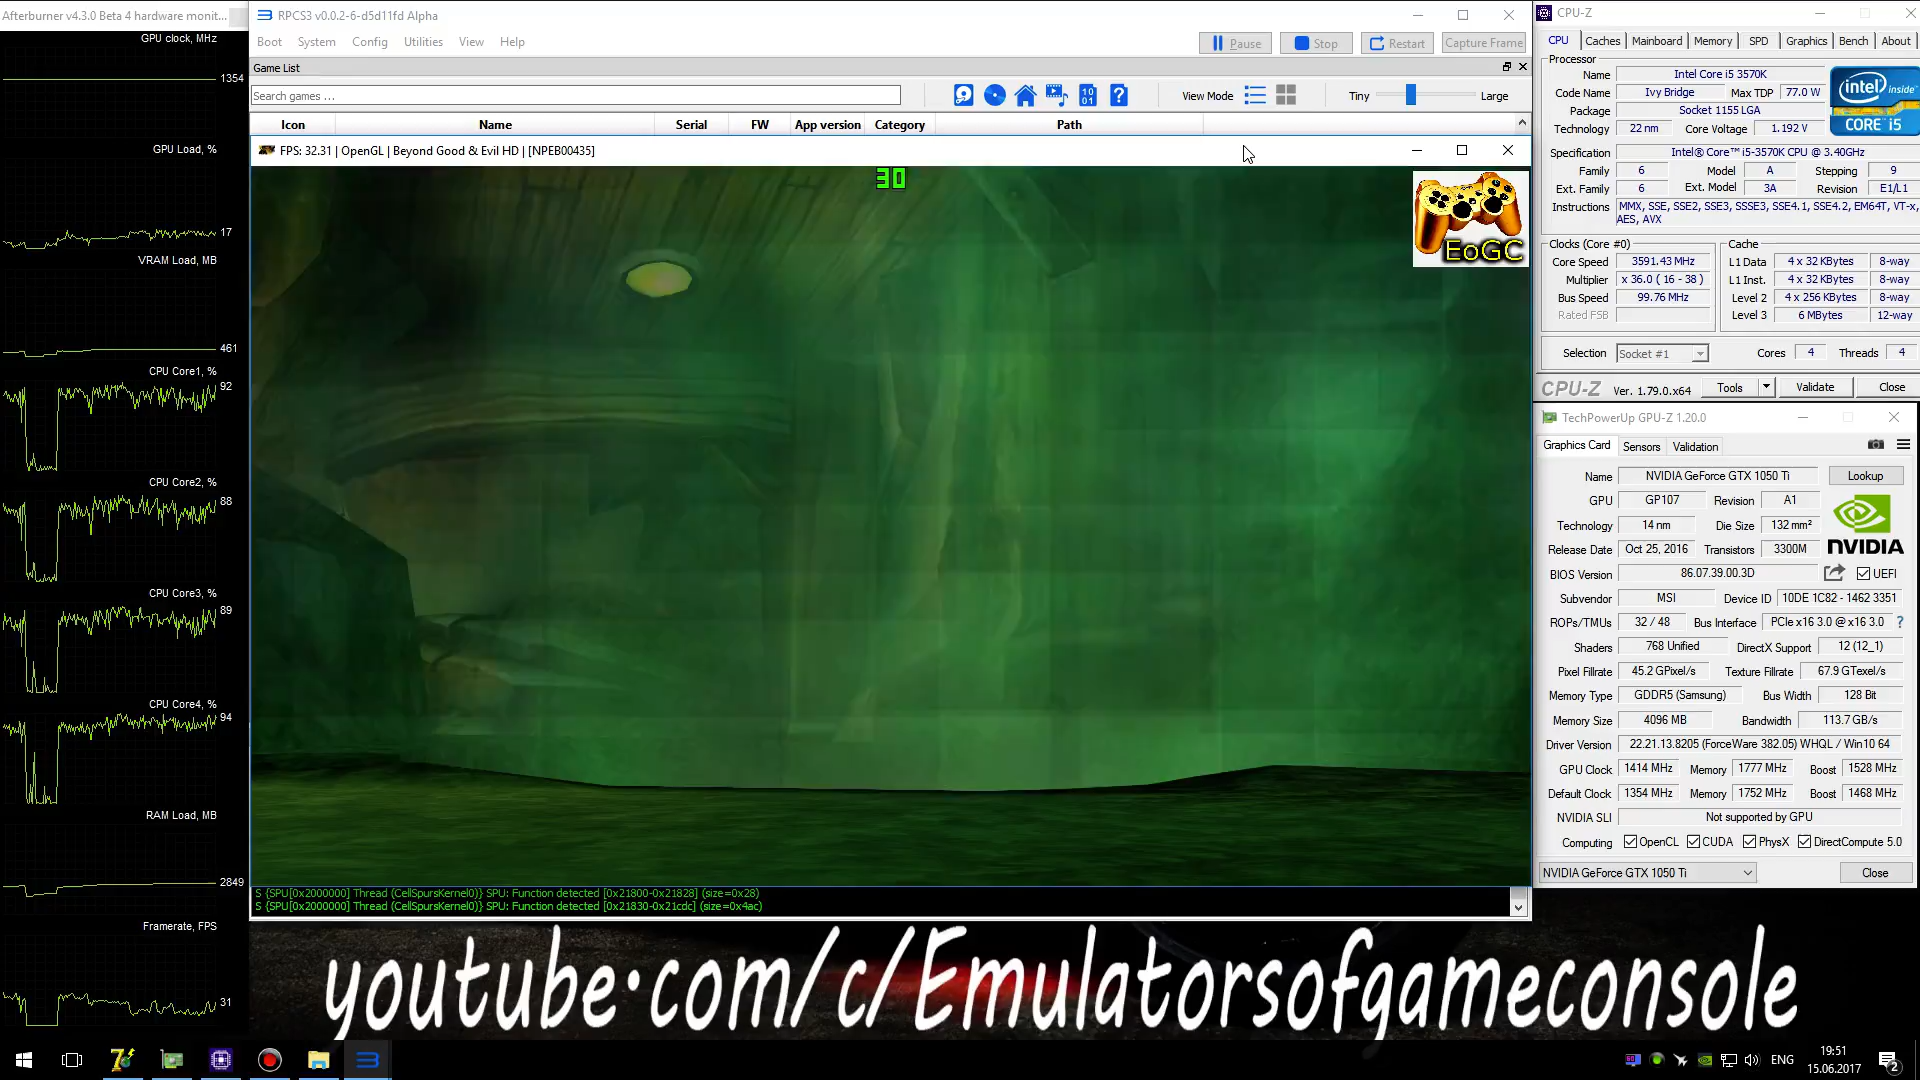 Afterburner v4.3.0 Beta 4 hardware monit...
GPU clock, MHz
1354
GPU Load, %
17
VRAM Load, MB
461
CPU Core1, %
92
CPU Core2, %
88
CPU Core3, %
89
CPU Core4, %
94
RAM Load, MB
2849
Framerate, FPS
31
RPCS3 v0.0.2-6-d5d11fd Alpha
Boot System Config Utilities View Help
Pause Stop Restart Capture Frame
Game List
Search games ...
View Mode Tiny Large
Icon Name Serial FW App version Category Path
FPS: 32.31 | OpenGL | Beyond Good & Evil HD | [NPEB00435]
30
EoGC
S {SPU[0x2000000] Thread (CellSpursKernel0)} SPU: Function detected [0x21800-0x21828] (size=0x28)
S {SPU[0x2000000] Thread (CellSpursKernel0)} SPU: Function detected [0x21830-0x21cdc] (size=0x4ac)
CPU-Z
CPU Caches Mainboard Memory SPD Graphics Bench About
Processor
Name Intel Core i5 3570K
Code Name Ivy Bridge Max TDP 77.0 W
Package Socket 1155 LGA
Technology 22 nm Core Voltage 1.192 V
intel inside™
CORE i5
Specification Intel® Core™ i5-3570K CPU @ 3.40GHz
Family 6 Model A Stepping 9
Ext. Family 6 Ext. Model 3A Revision E1/L1
Instructions MMX, SSE, SSE2, SSE3, SSSE3, SSE4.1, SSE4.2, EM64T, VT-x,
AES, AVX
Clocks (Core #0) Cache
Core Speed 3591.43 MHz L1 Data 4 x 32 KBytes 8-way
Multiplier x 36.0 ( 16 - 38 ) L1 Inst. 4 x 32 KBytes 8-way
Bus Speed 99.76 MHz Level 2 4 x 256 KBytes 8-way
Rated FSB Level 3 6 MBytes 12-way
Selection Socket #1 Cores 4 Threads 4
CPU-Z Ver. 1.79.0.x64 Tools Validate Close
TechPowerUp GPU-Z 1.20.0
Graphics Card Sensors Validation
Name NVIDIA GeForce GTX 1050 Ti Lookup
GPU GP107 Revision A1
Technology 14 nm Die Size 132 mm²
Release Date Oct 25, 2016 Transistors 3300M
NVIDIA
BIOS Version 86.07.39.00.3D UEFI
Subvendor MSI Device ID 10DE 1C82 - 1462 3351
ROPs/TMUs 32 / 48 Bus Interface PCIe x16 3.0 @ x16 3.0 ?
Shaders 768 Unified DirectX Support 12 (12_1)
Pixel Fillrate 45.2 GPixel/s Texture Fillrate 67.9 GTexel/s
Memory Type GDDR5 (Samsung) Bus Width 128 Bit
Memory Size 4096 MB Bandwidth 113.7 GB/s
Driver Version 22.21.13.8205 (ForceWare 382.05) WHQL / Win10 64
GPU Clock 1414 MHz Memory 1777 MHz Boost 1528 MHz
Default Clock 1354 MHz Memory 1752 MHz Boost 1468 MHz
NVIDIA SLI Not supported by GPU
Computing OpenCL CUDA PhysX DirectCompute 5.0
NVIDIA GeForce GTX 1050 Ti Close
youtube.com/c/Emulatorsofgameconsole
ENG
19:51
15.06.2017
2